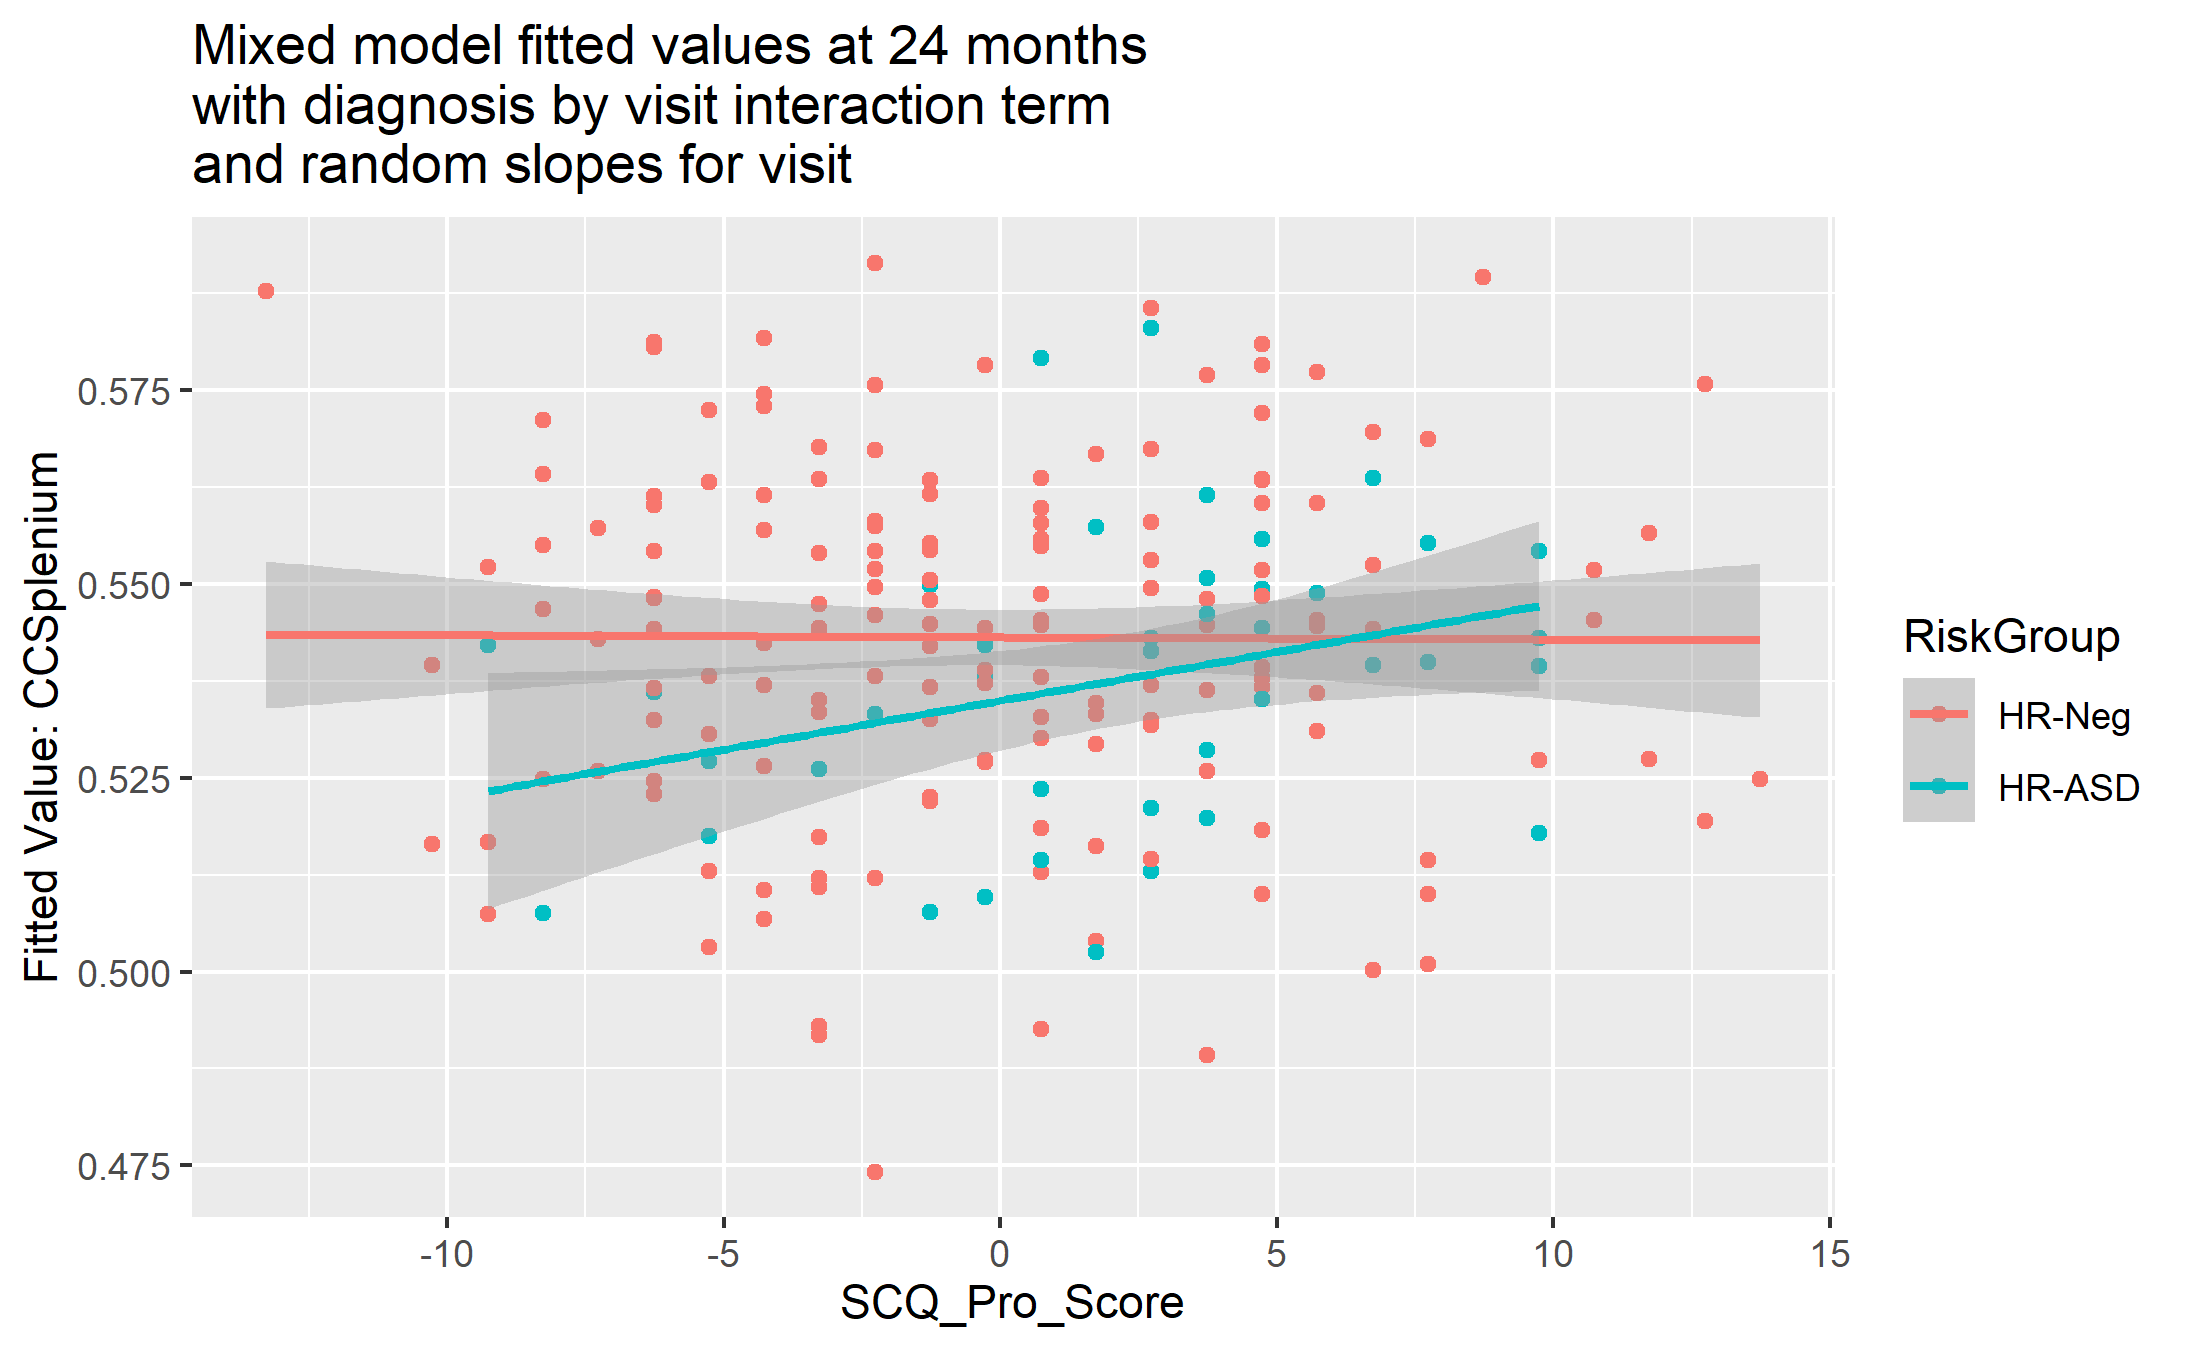 Mixed model fitted values at 24 months
with diagnosis by visit interaction term
and random slopes for visit
Fitted Value: CCSplenium
0.575
0.550
0.525
0.500
0.475
-10
-5
0
5
10
15
SCQ_Pro_Score
RiskGroup
HR-Neg
HR-ASD